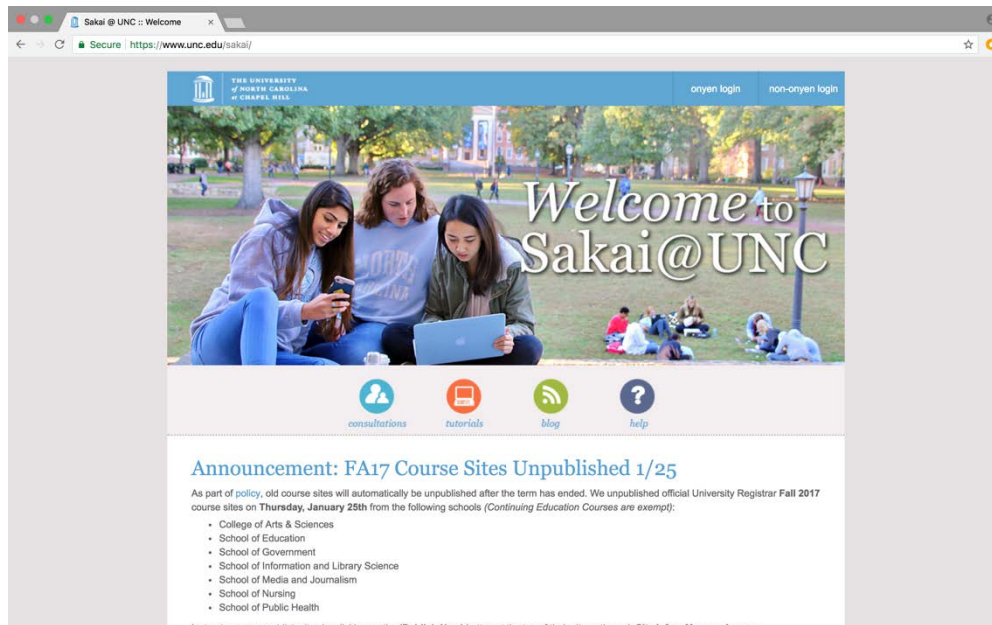 Sakai @ UNC :: Welcome
Secure https://www.unc.edu/sakai/
THE UNIVERSITY
of NORTH CAROLINA
at CHAPEL HILL
onyen login non-onyen login
Welcome to
Sakai@UNC
NORTH
CAROLINA
consultations tutorials blog help
Announcement: FA17 Course Sites Unpublished 1/25
As part of policy, old course sites will automatically be unpublished after the term has ended. We unpublished official University Registrar Fall 2017
course sites on Thursday, January 25th from the following schools (Continuing Education Courses are exempt):
• College of Arts & Sciences
• School of Education
• School of Government
• School of Information and Library Science
• School of Media and Journalism
• School of Nursing
• School of Public Health